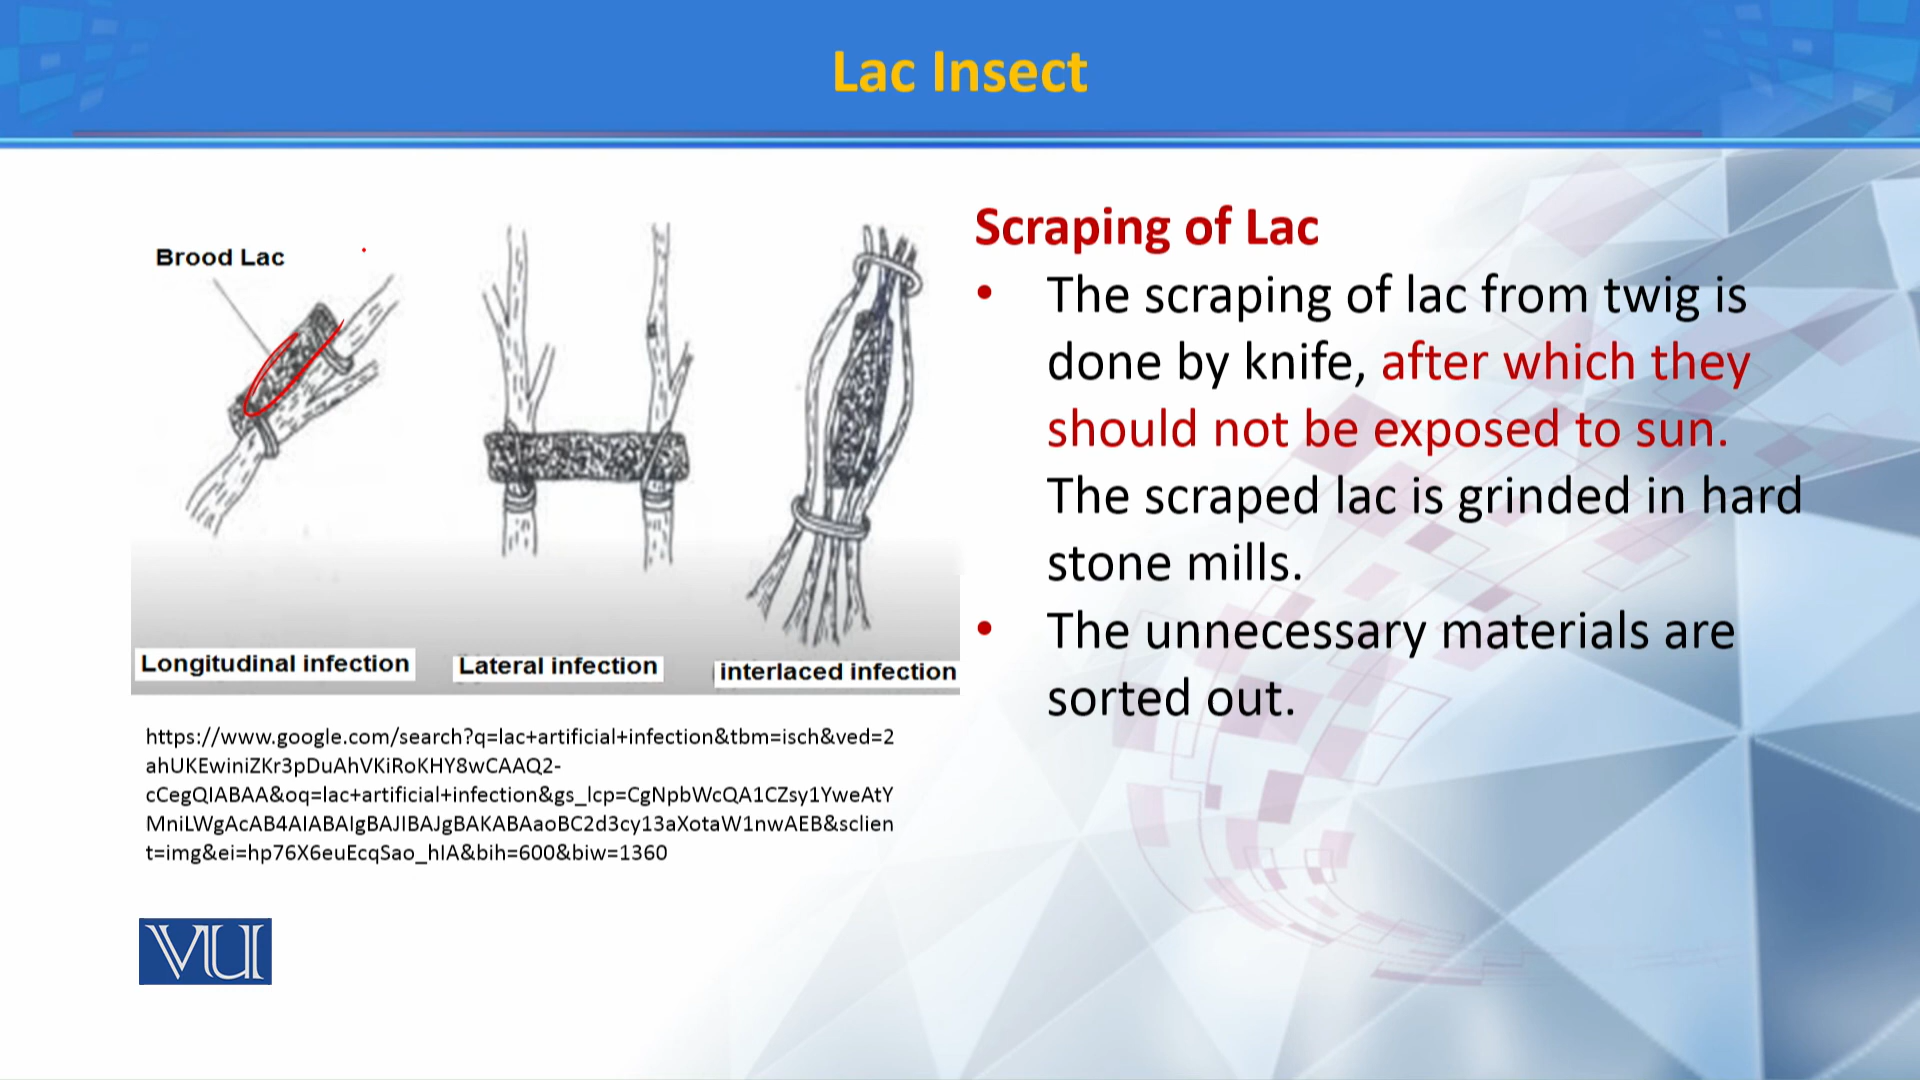 Lac Insect
Brood Lac
Longitudinal infection
Lateral infection
interlaced infection
https://www.google.com/search?q=lac+artificial+infection&tbm=isch&ved=2
ahUKEwiniZKr3pDuAhVKiRoKHY8wCAAQ2-
cCegQIABAA&oq=lac+artificial+infection&gs_lcp=CgNpbWcQA1CZsy1YweAtY
MniLWgAcAB4AIABAIgBAJIBAJgBAKABAaoBC2d3cy13aXotaW1nwAEB&sclien
t=img&ei=hp76X6euEcqSao_hIA&bih=600&biw=1360
VU
Scraping of Lac
• The scraping of lac from twig is
done by knife, after which they
should not be exposed to sun.
The scraped lac is grinded in hard
stone mills.
• The unnecessary materials are
sorted out.